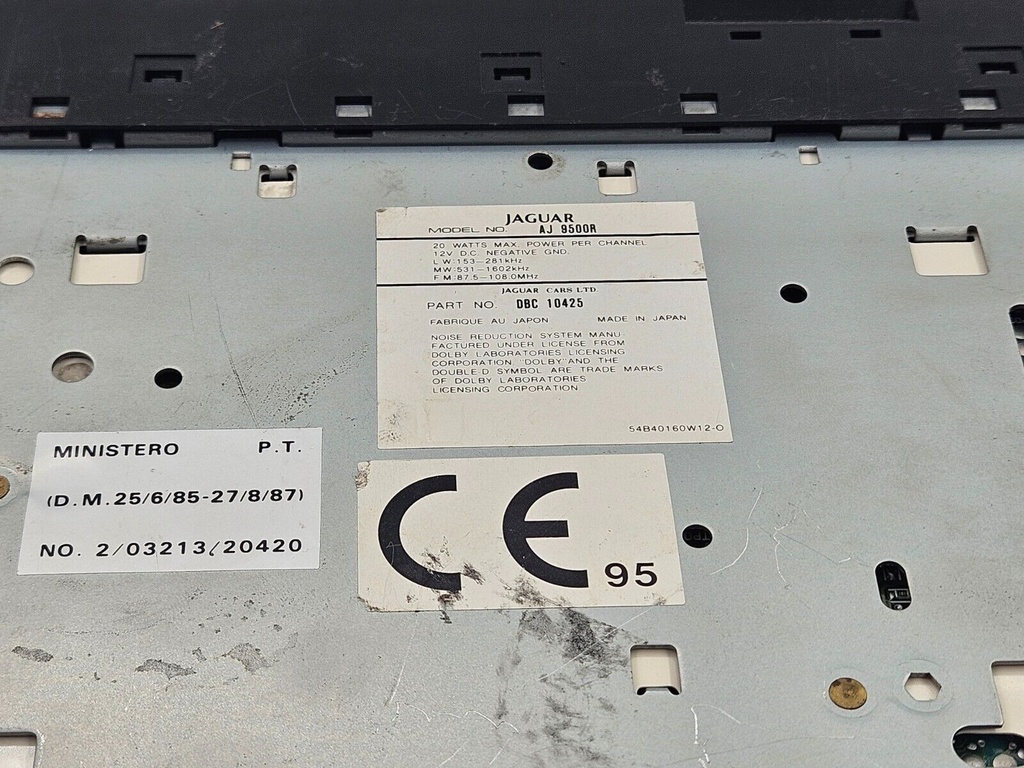 JAGUAR
MODEL NO. AJ 9500R
20 WATTS MAX. POWER PER CHANNEL
12V D.C. NEGATIVE GND.
L W:153-281kHz
MW:531-1602kHz
F M:87.5-108.0MHz
JAGUAR CARS LTD.
PART NO. DBC 10425
FABRIQUE AU JAPON MADE IN JAPAN
NOISE REDUCTION SYSTEM MANU
FACTURED UNDER LICENSE FROM
DOLBY LABORATORIES LICENSING
CORPORATION. "DOLBY" AND THE
DOUBLE-D SYMBOL ARE TRADE MARKS
OF DOLBY LABORATORIES
LICENSING CORPORATION
54B40160W12-0
MINISTERO P.T.
(D.M.25/6/85-27/8/87)
NO. 2/03213/20420
CE 95